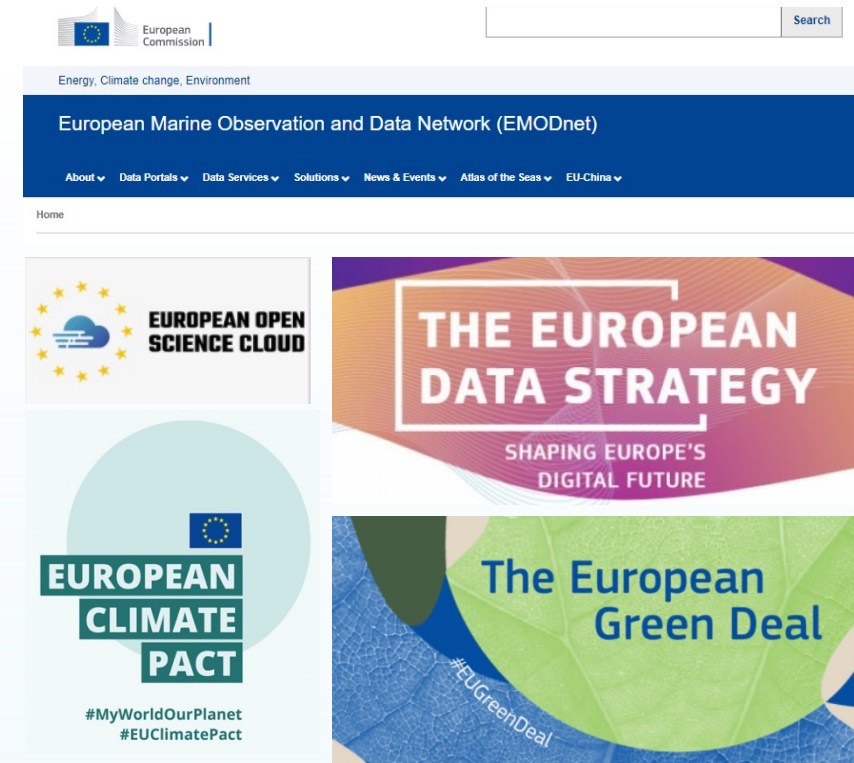 European
Commission
Search
Energy, Climate change, Environment
European Marine Observation and Data Network (EMODnet)
About Data Portals Data Services Solutions News & Events Atlas of the Seas EU-China
Home
EUROPEAN OPEN
SCIENCE CLOUD
THE EUROPEAN
DATA STRATEGY
SHAPING EUROPE'S
DIGITAL FUTURE
EUROPEAN
CLIMATE
PACT
#MyWorldOurPlanet
#EUClimatePact
The European
Green Deal
#EUGreenDeal